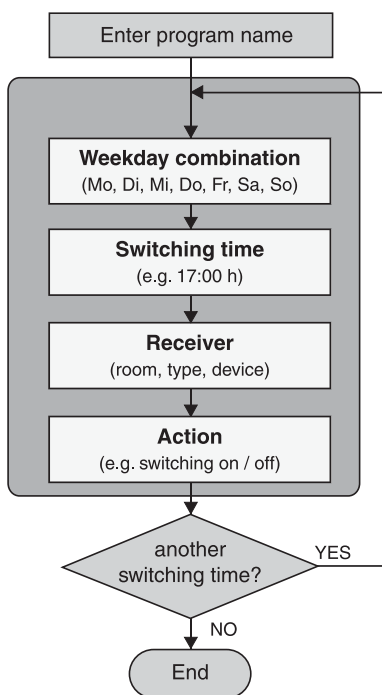 Enter program name
Weekday combination
(Mo, Di, Mi, Do, Fr, Sa, So)
Switching time
(e.g. 17:00 h)
Receiver
(room, type, device)
Action
(e.g. switching on / off)
another
switching time?
YES
NO
End